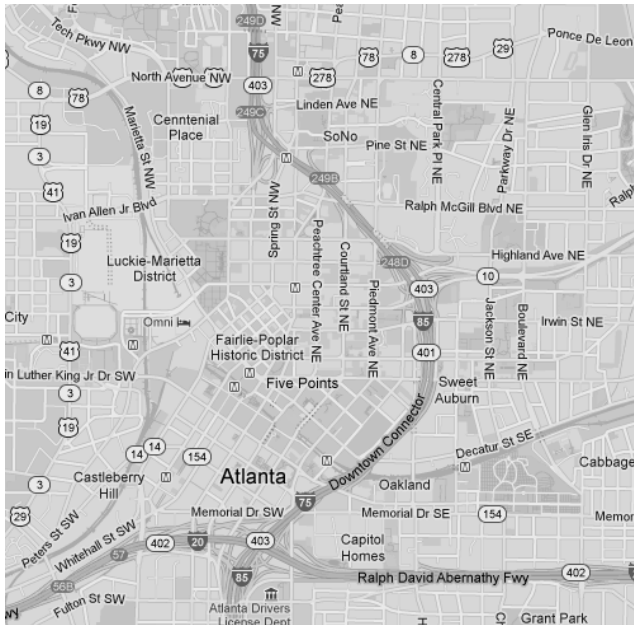 249D
29
Tech Pkwy NW
75
78
8
278
Ponce De Leon
North Avenue NW
403
278
8
78
249C
Linden Ave NE
19
Cenntenial
Place
SoNo
Central Park Pl NE
Parkway Dr NE
Glen Iris Dr NE
3
Marietta St NW
Pine St NE
M
M
249B
41
Ivan Allen Jr Blvd
Spring St NW
Ralph McGill Blvd NE
19
Luckie-Marietta
District
Peachtree Center Ave NE
Courtland St NE
248D
Highland Ave NE
3
Piedmont Ave NE
403
10
M
City
Omni
85
Jackson St NE
Boulevard NE
Irwin St NE
M
M
41
Fairlie-Poplar
Historic District
401
in Luther King Jr Dr SW
M
M
Five Points
Sweet
Auburn
3
19
Downtown Connector
14
14
154
M
Decatur St SE
M
Cabbage
3
Castleberry
Hill
M
Atlanta
Oakland
29
Memorial Dr SW
75
Memorial Dr SE
154
Memor
Peters St SW
Whitehall St SW
57
402
20
403
Capitol
Homes
56B
85
Ralph David Abernathy Fwy
402
wy
Fulton St SW
Atlanta Drivers
License Dept
Grant Park